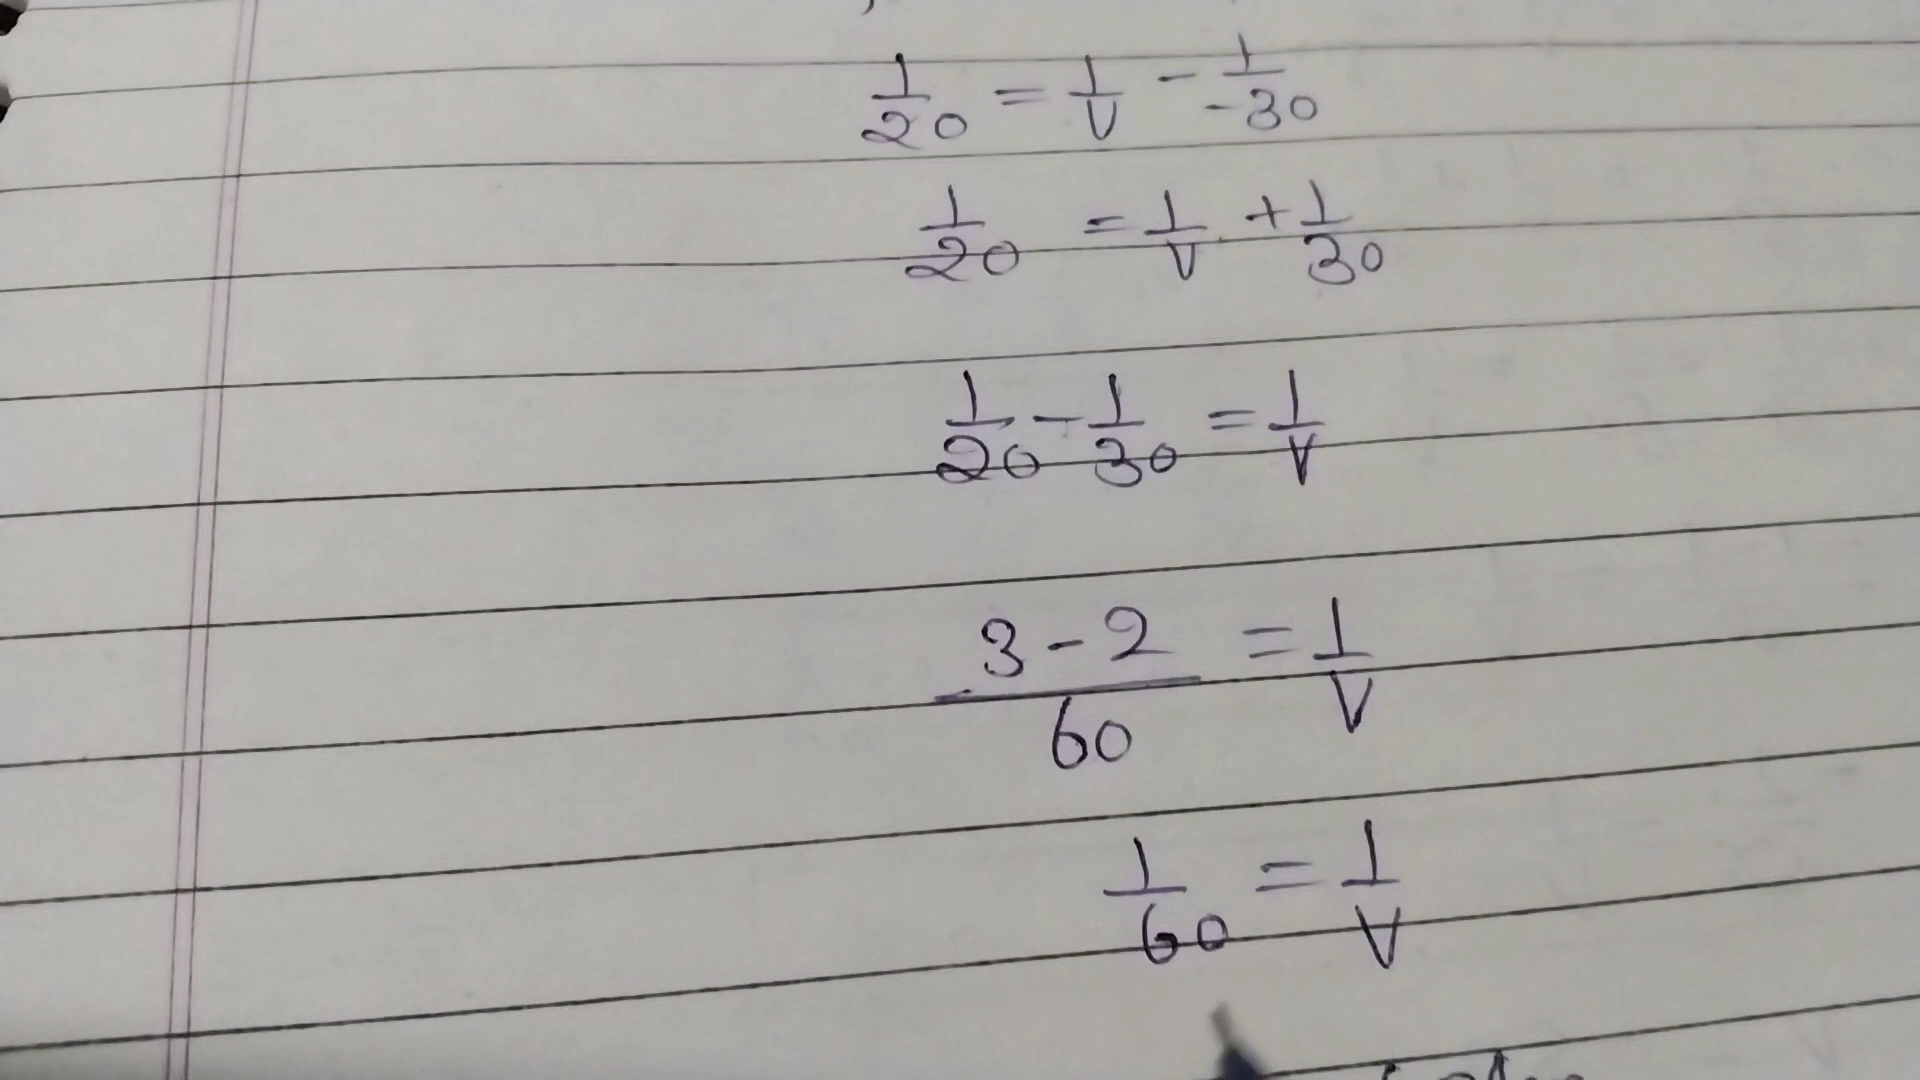 1/20 = 1/V - 1/-30
1/20 = 1/V + 1/30
1/20 - 1/30 = 1/V
3 - 2/60 = 1/V
1/60 = 1/V